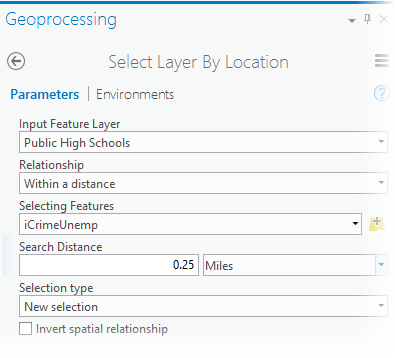 Geoprocessing
Select Layer By Location
Parameters | Environments
Input Feature Layer
Public High Schools
Relationship
Within a distance
Selecting Features
iCrimeUnemp
Search Distance
0.25 Miles
Selection type
New selection
Invert spatial relationship